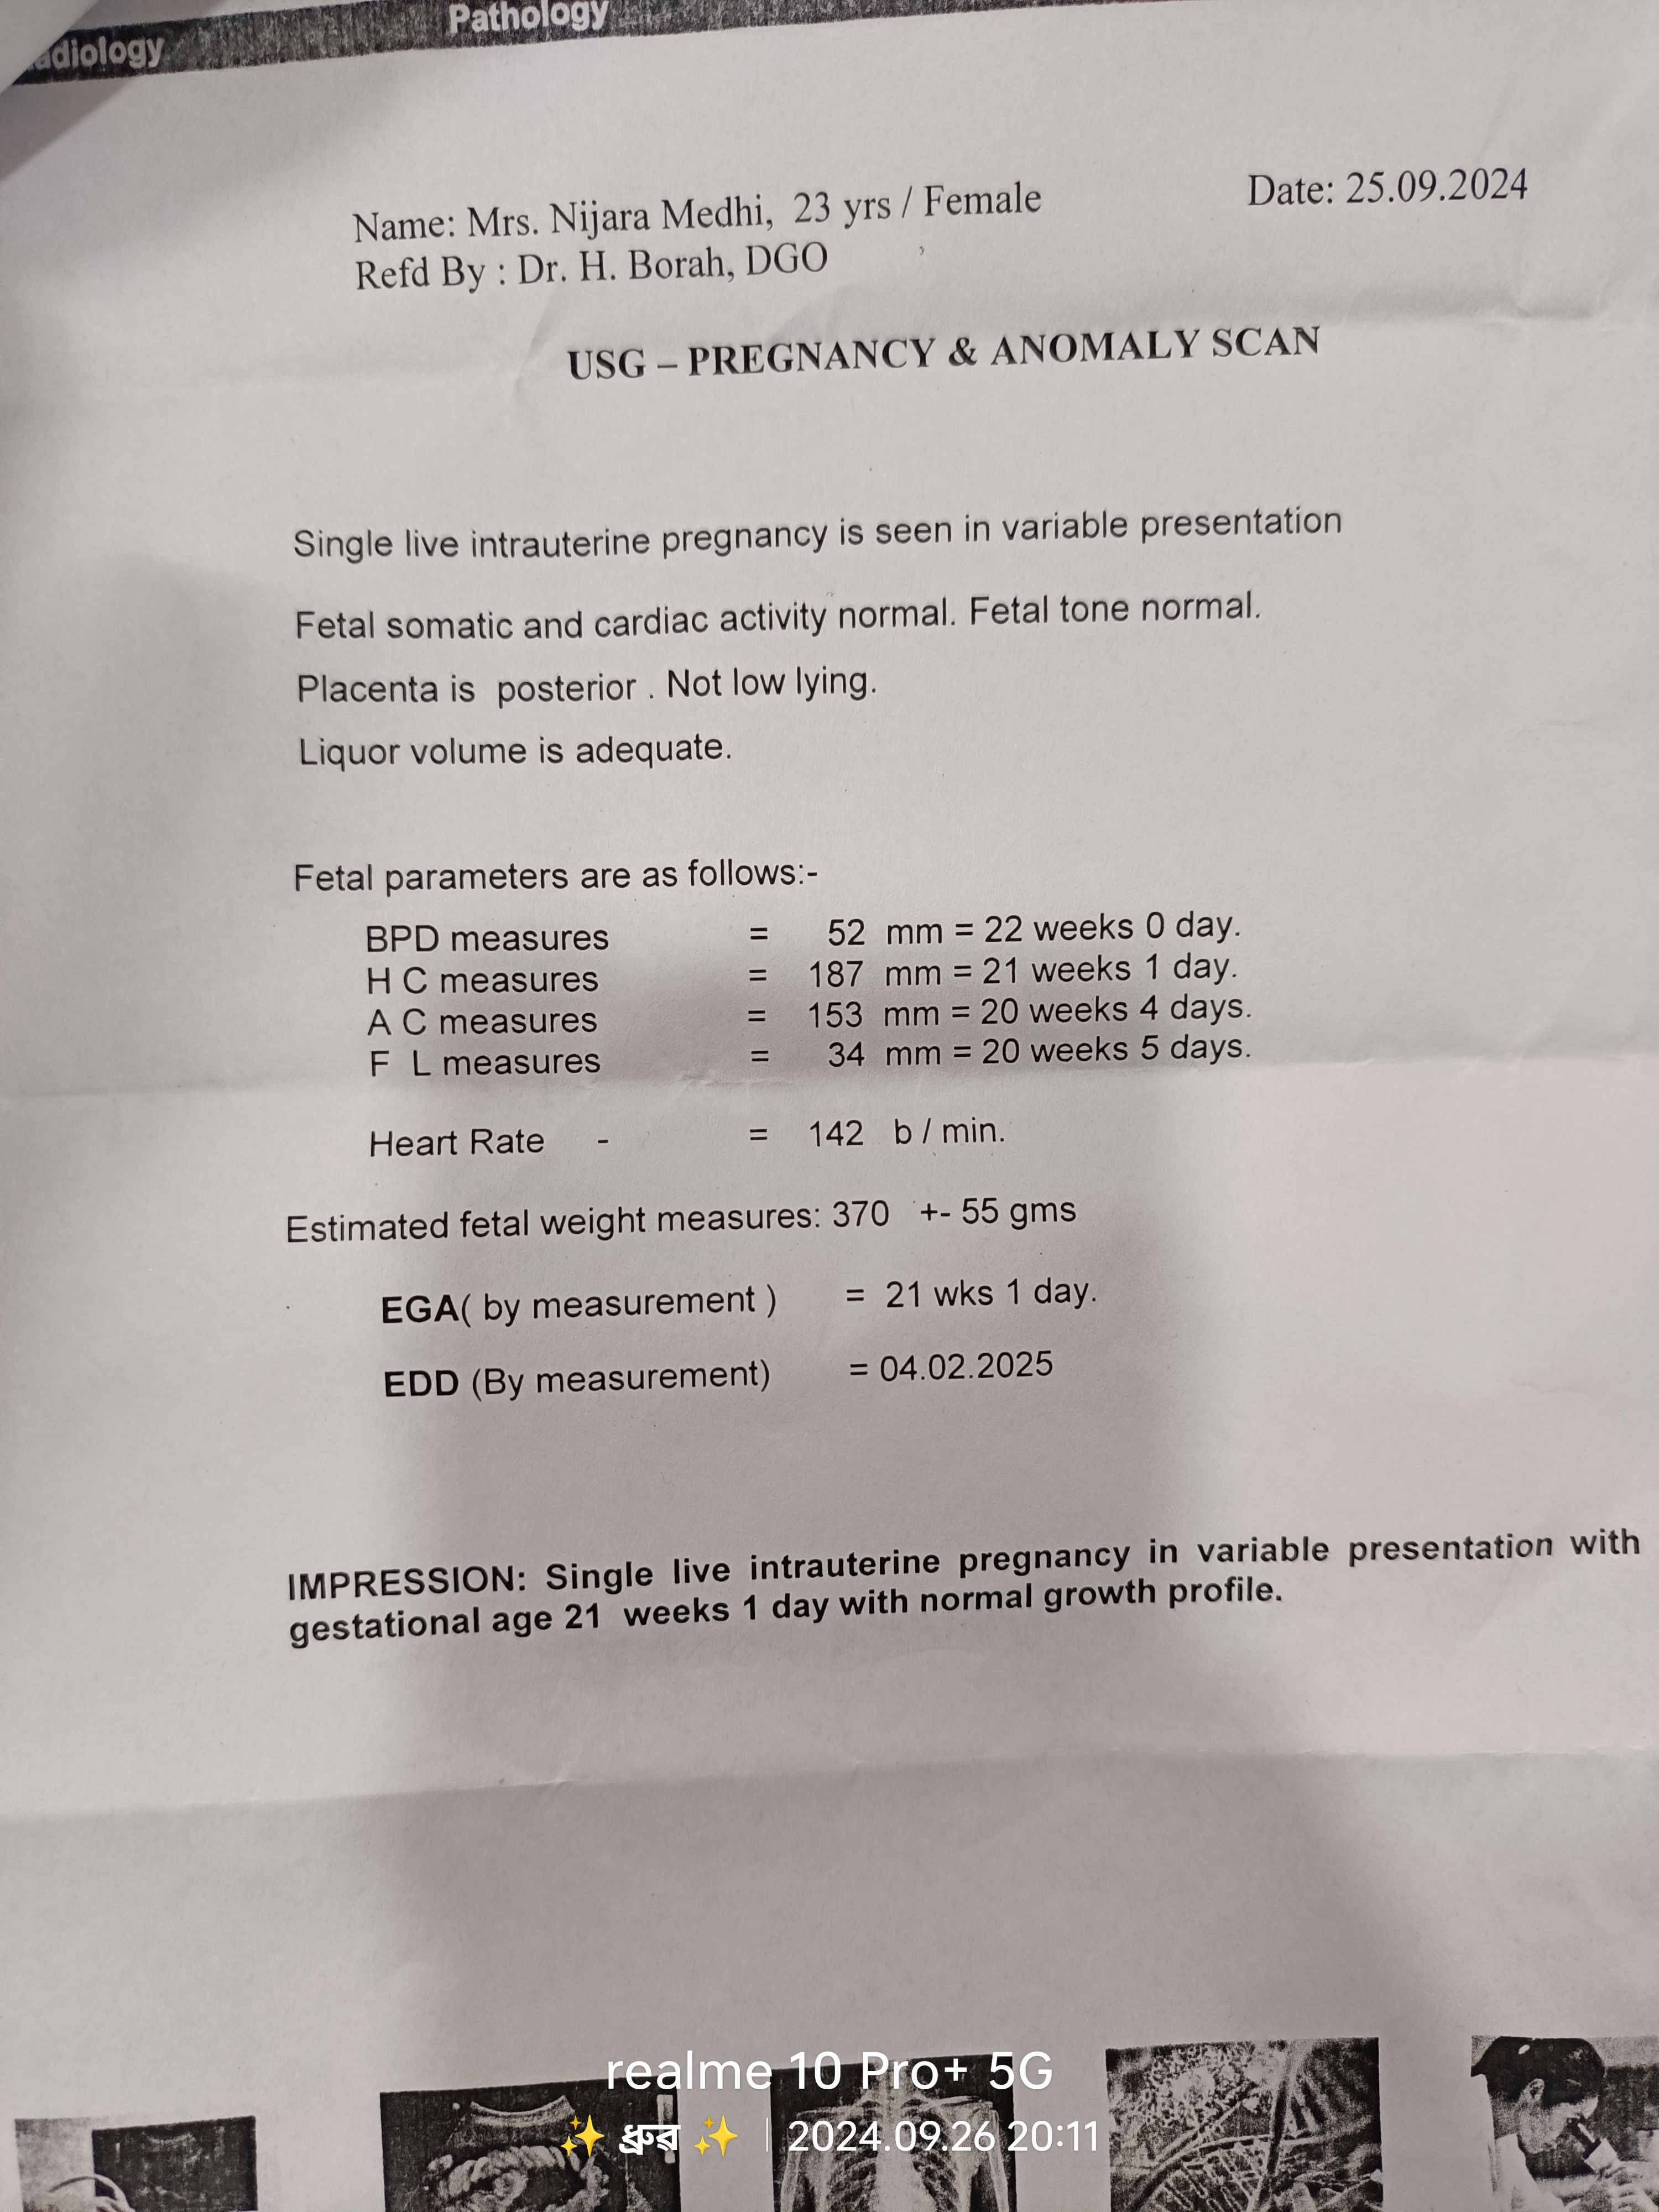 Pathology
adiology
Name: Mrs. Nijara Medhi, 23 yrs / Female
Date: 25.09.2024
Refd By : Dr. H. Borah, DGO
USG – PREGNANCY & ANOMALY SCAN
Single live intrauterine pregnancy is seen in variable presentation
Fetal somatic and cardiac activity normal. Fetal tone normal.
Placenta is posterior . Not low lying.
Liquor volume is adequate.
Fetal parameters are as follows:-
BPD measures = 52 mm = 22 weeks 0 day.
H C measures = 187 mm = 21 weeks 1 day.
A C measures = 153 mm = 20 weeks 4 days.
F L measures = 34 mm = 20 weeks 5 days.
Heart Rate - = 142 b / min.
Estimated fetal weight measures: 370 +- 55 gms
EGA( by measurement ) = 21 wks 1 day.
EDD (By measurement) = 04.02.2025
IMPRESSION: Single live intrauterine pregnancy in variable presentation with
gestational age 21 weeks 1 day with normal growth profile.
realme 10 Pro+ 5G
✨ ধ্রুৱ ✨ | 2024.09.26 20:11